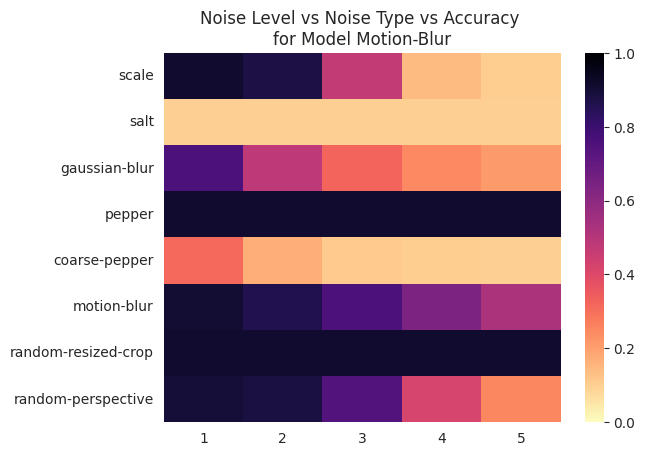 Noise Level vs Noise Type vs Accuracy
for Model Motion-Blur
scale
salt
gaussian-blur
pepper
coarse-pepper
motion-blur
random-resized-crop
random-perspective
1 2 3 4 5
1.0
0.8
0.6
0.4
0.2
0.0